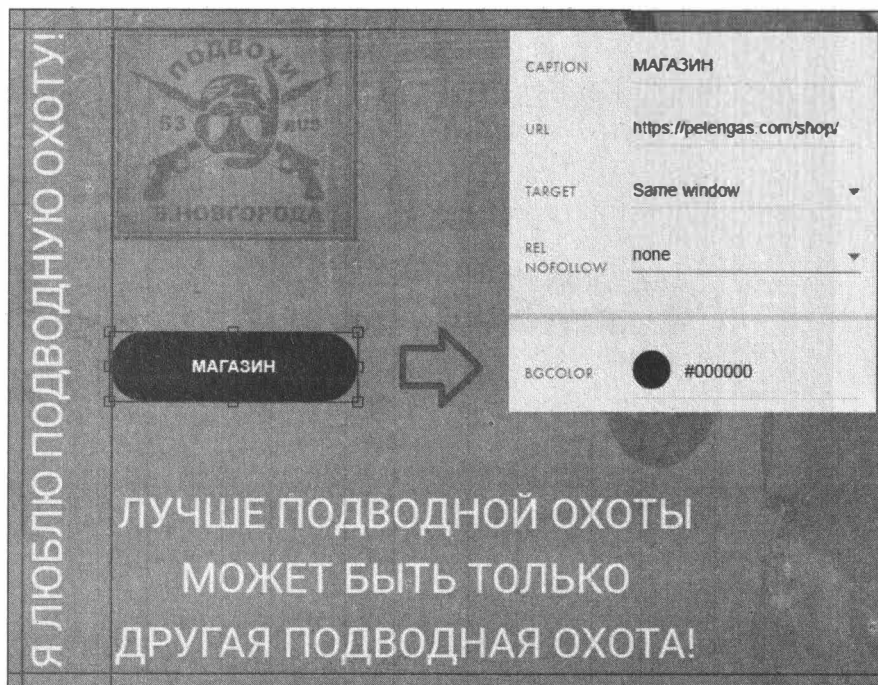 Я ЛЮБЛЮ ПОДВОДНУЮ ОХОТУ!
ПОДВОХИ
53 RUS
В.НОВГОРОДА
CAPTION МАГАЗИН
URL https://pelengas.com/shop/
TARGET Same window
REL NOFOLLOW none
BGCOLOR #000000
МАГАЗИН
ЛУЧШЕ ПОДВОДНОЙ ОХОТЫ
МОЖЕТ БЫТЬ ТОЛЬКО
ДРУГАЯ ПОДВОДНАЯ ОХОТА!